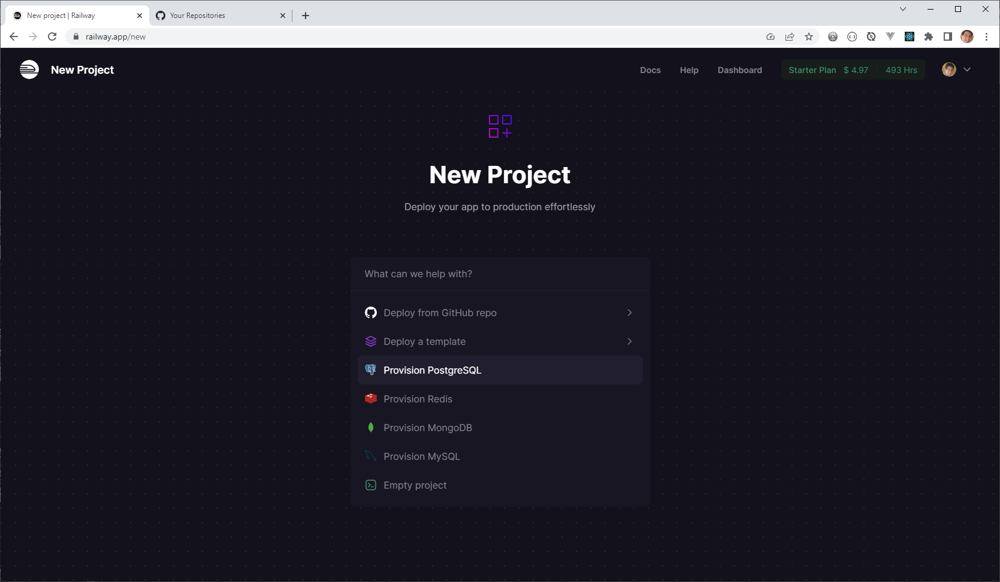 New project | Railway
Your Repositories
railway.app/new
New Project
Docs
Help
Dashboard
Starter Plan $ 4.97 493 Hrs
New Project
Deploy your app to production effortlessly
What can we help with?
Deploy from GitHub repo
Deploy a template
Provision PostgreSQL
Provision Redis
Provision MongoDB
Provision MySQL
Empty project